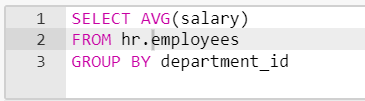 1 SELECT AVG(salary)
2 FROM hr.employees
3 GROUP BY department_id